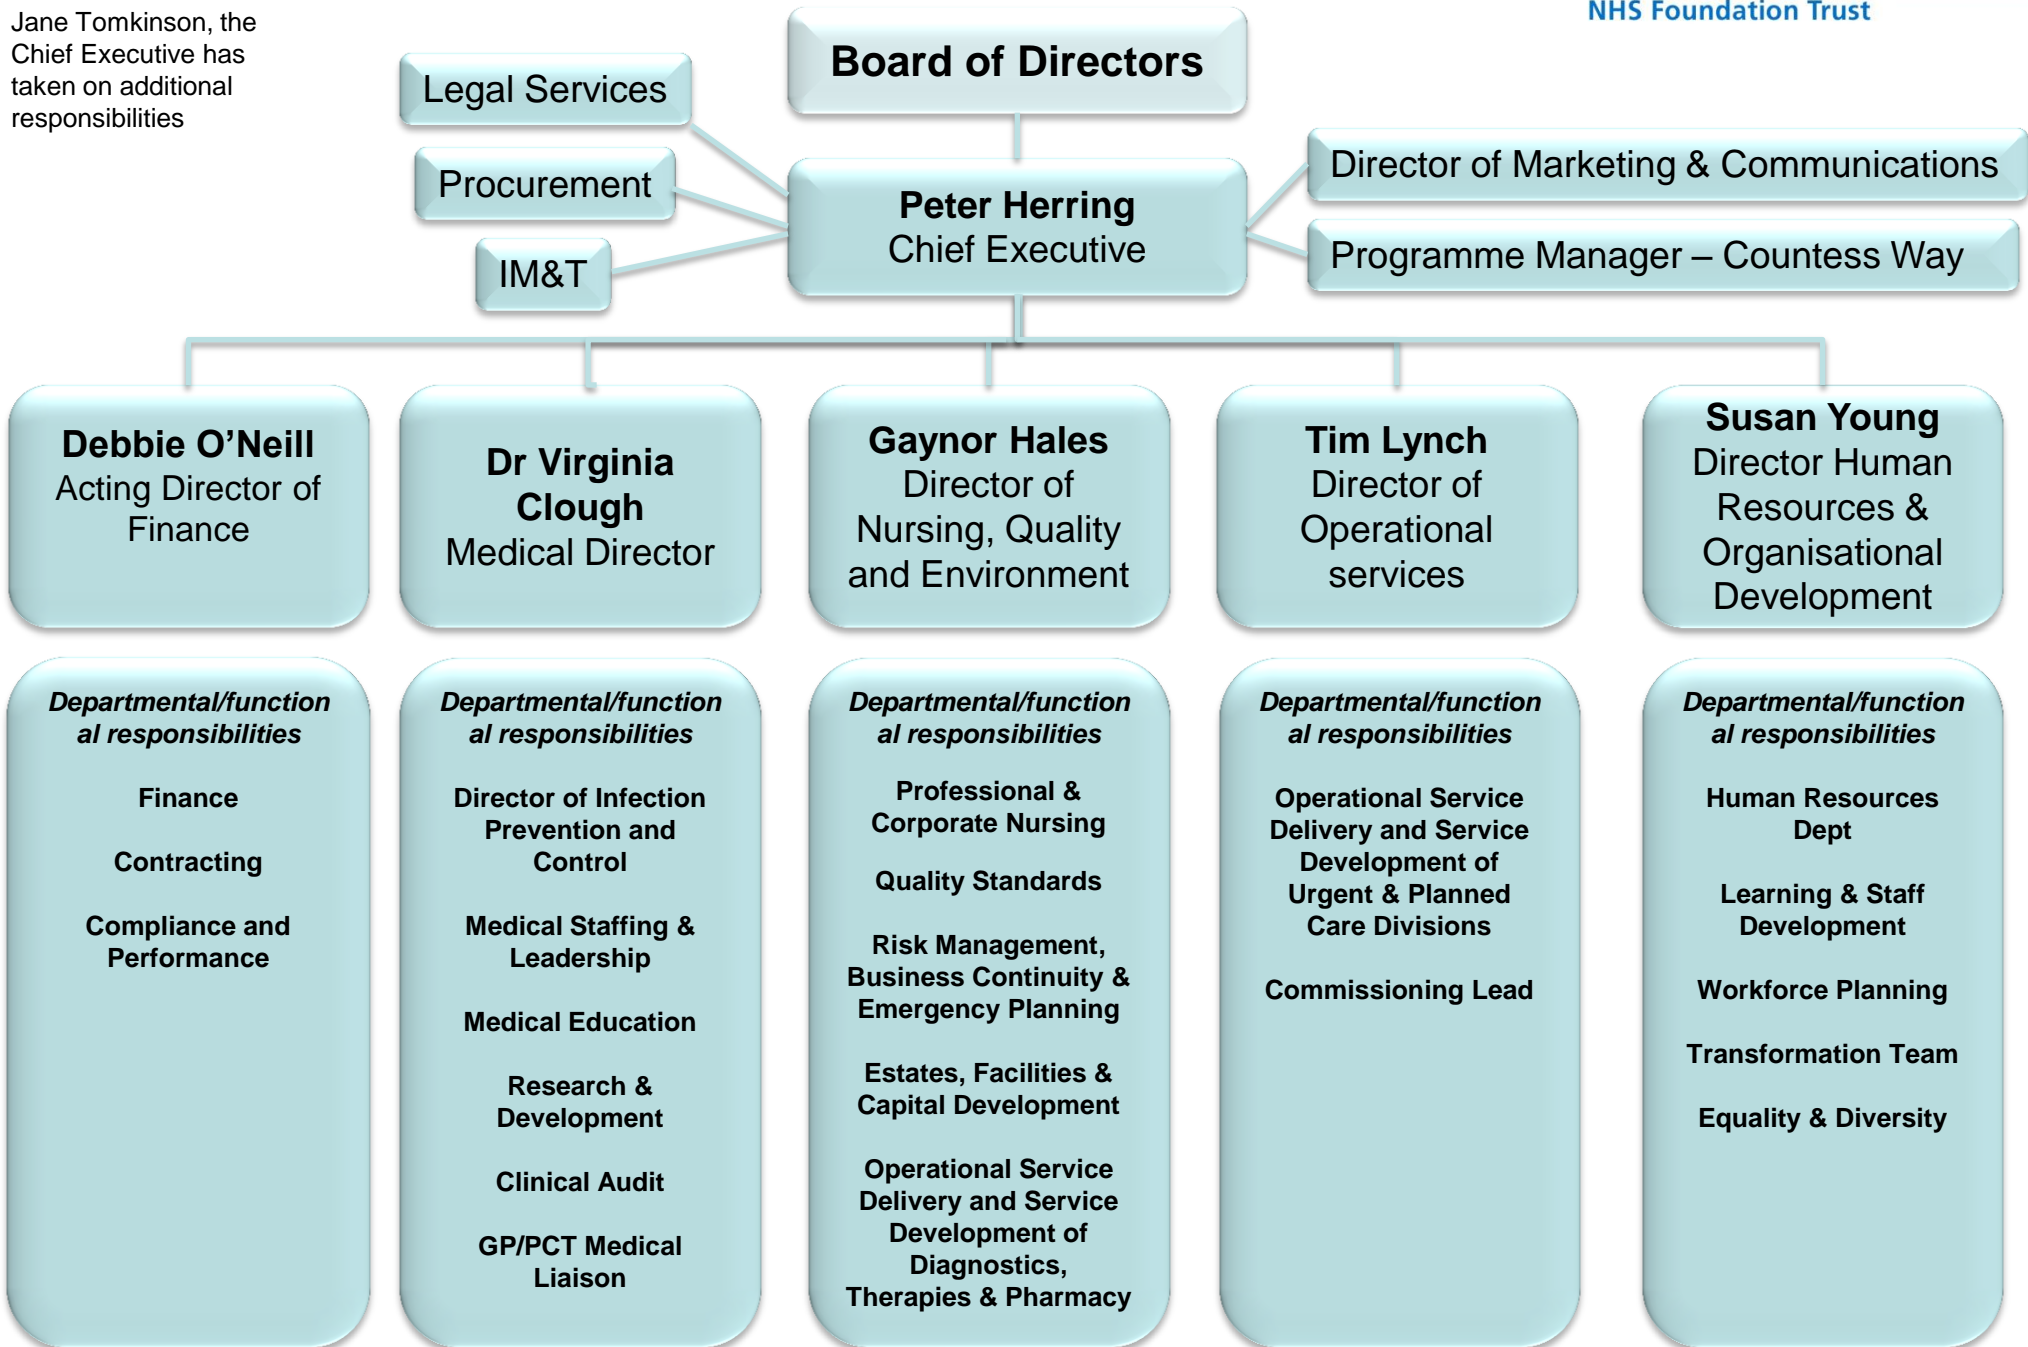 Jane Tomkinson, the
Chief Executive has
taken on additional
responsibilities
NHS Foundation Trust
Board of Directors
Legal Services
Procurement
IM&T
Peter Herring
Chief Executive
Director of Marketing & Communications
Programme Manager – Countess Way
Debbie O’Neill
Acting Director of
Finance
Dr Virginia
Clough
Medical Director
Gaynor Hales
Director of
Nursing, Quality
and Environment
Tim Lynch
Director of
Operational
services
Susan Young
Director Human
Resources &
Organisational
Development
Departmental/function
al responsibilities
Finance
Contracting
Compliance and
Performance
Departmental/function
al responsibilities
Director of Infection
Prevention and
Control
Medical Staffing &
Leadership
Medical Education
Research &
Development
Clinical Audit
GP/PCT Medical
Liaison
Departmental/function
al responsibilities
Professional &
Corporate Nursing
Quality Standards
Risk Management,
Business Continuity &
Emergency Planning
Estates, Facilities &
Capital Development
Operational Service
Delivery and Service
Development of
Diagnostics,
Therapies & Pharmacy
Departmental/function
al responsibilities
Operational Service
Delivery and Service
Development of
Urgent & Planned
Care Divisions
Commissioning Lead
Departmental/function
al responsibilities
Human Resources
Dept
Learning & Staff
Development
Workforce Planning
Transformation Team
Equality & Diversity